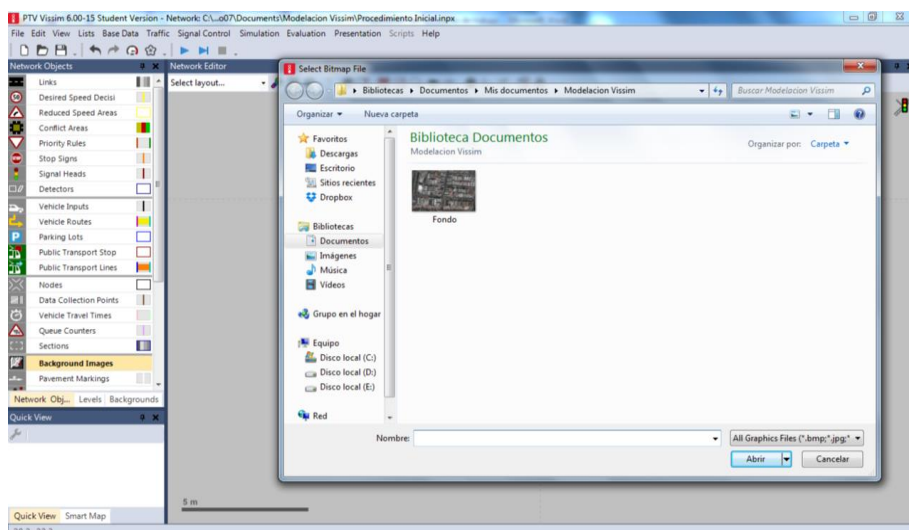 PTV Vissim 6.00-15 Student Version - Network: C:\...o07\Documents\Modelacion Vissim\Procedimiento Inicial.inpx
File Edit View Lists Base Data Traffic Signal Control Simulation Evaluation Presentation Scripts Help
Network Objects
Links
Desired Speed Decisi
Reduced Speed Areas
Conflict Areas
Priority Rules
Stop Signs
Signal Heads
Detectors
Vehicle Inputs
Vehicle Routes
Parking Lots
Public Transport Stop
Public Transport Lines
Nodes
Data Collection Points
Vehicle Travel Times
Queue Counters
Sections
Background Images
Pavement Markings
Network Obj... Levels Backgrounds
Quick View
Quick View Smart Map
Network Editor
Select layout...
5 m
Select Bitmap File
Bibliotecas Documentos Mis documentos Modelacion Vissim
Buscar Modelacion Vissim
Organizar Nueva carpeta
Favoritos
Descargas
Escritorio
Sitios recientes
Dropbox
Bibliotecas
Documentos
Imágenes
Música
Vídeos
Grupo en el hogar
Equipo
Disco local (C:)
Disco local (D:)
Disco local (E:)
Red
Biblioteca Documentos
Modelacion Vissim
Organizar por: Carpeta
Fondo
Nombre:
All Graphics Files (*.bmp;*.jpg;*
Abrir Cancelar